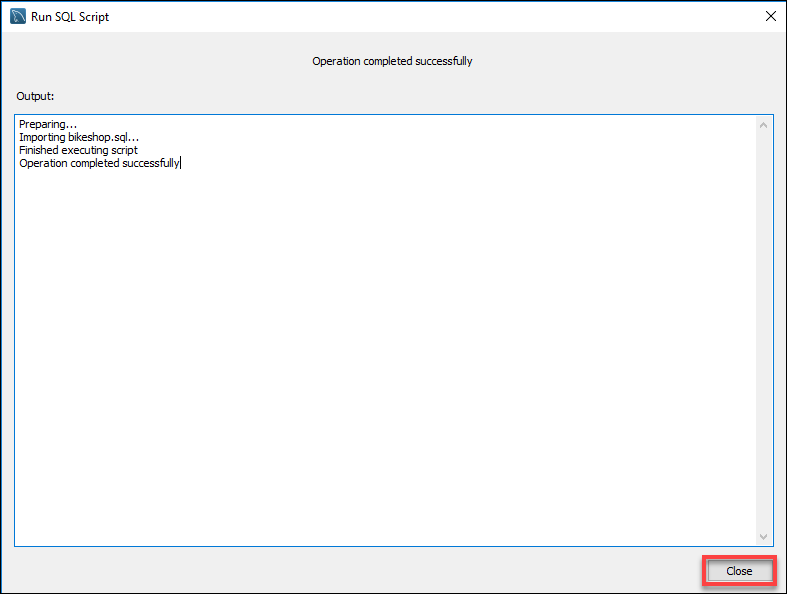 Run SQL Script
Operation completed successfully
Output:
Preparing...
Importing bikeshop.sql...
Finished executing script
Operation completed successfully
Close